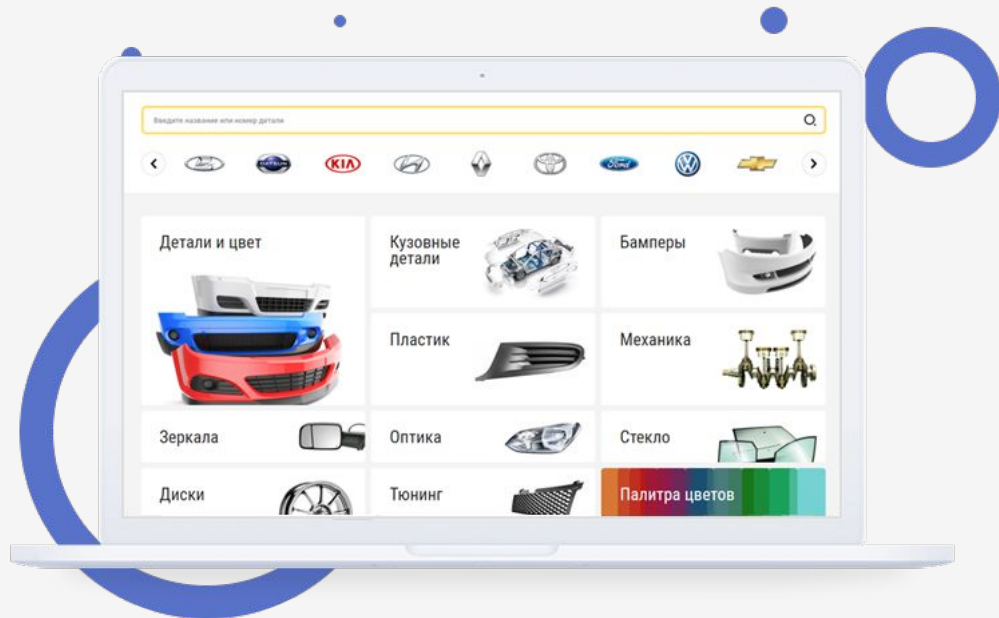 Введите название или номер детали
DATSUN
KIA
Ford
Детали и цвет
Кузовные
детали
Бамперы
Пластик
Механика
Зеркала
Оптика
Стекло
Диски
Тюнинг
Палитра цветов